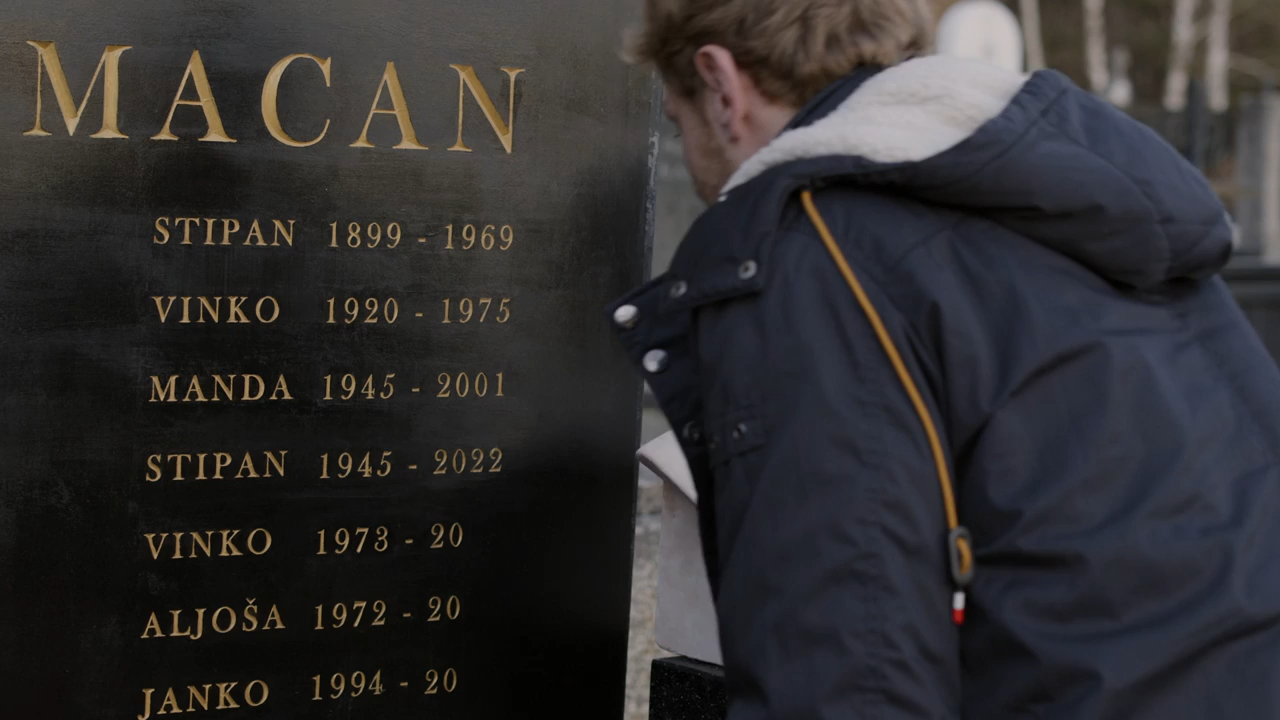 MACAN
STIPAN 1899 - 1969
VINKO 1920 - 1975
MANDA 1945 - 2001
STIPAN 1945 - 2022
VINKO 1973 - 20
ALJOŠA 1972 - 20
JANKO 1994 - 20